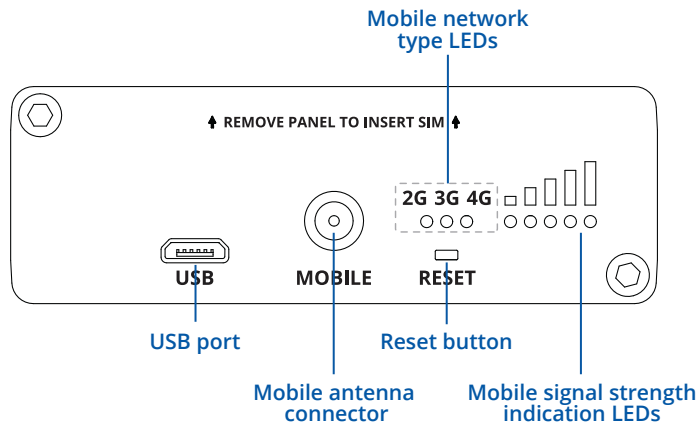 Mobile network
type LEDs
REMOVE PANEL TO INSERT SIM
2G 3G 4G
USB MOBILE RESET
USB port Reset button
Mobile antenna
connector
Mobile signal strength
indication LEDs